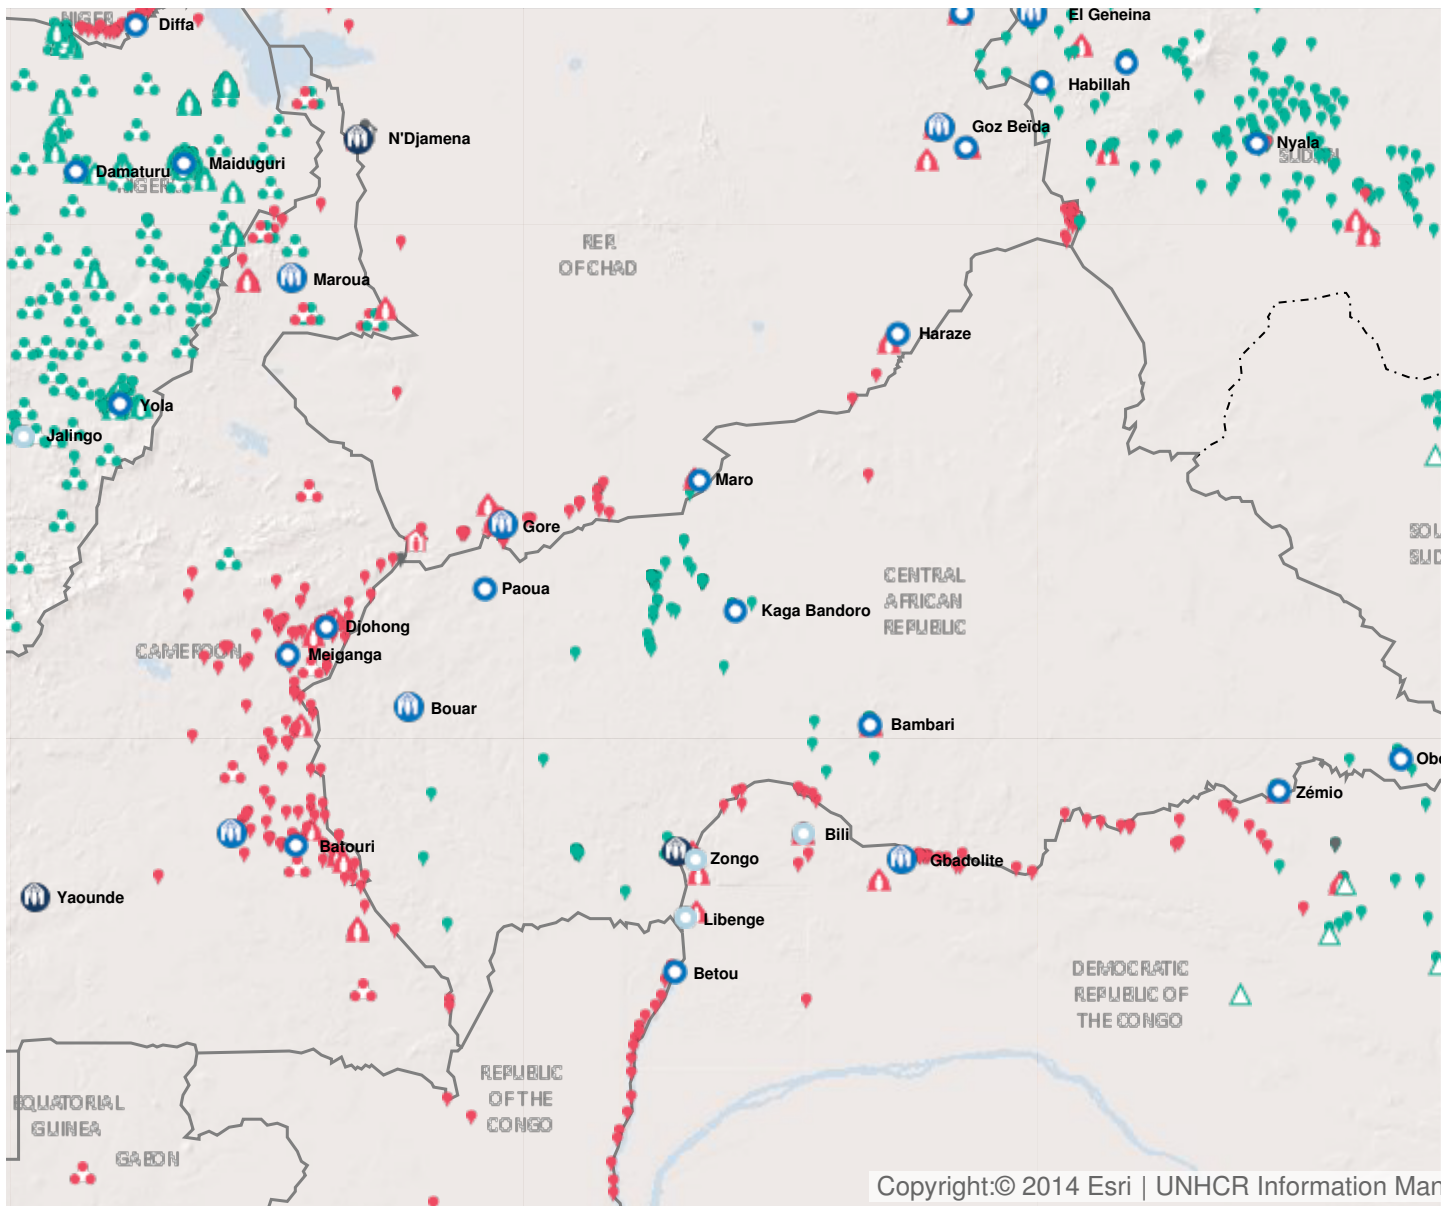 NIGER
Diffa
El Geneina
Habillah
N'Djamena
Goz Beïda
Nyala
SUDAN
Maiduguri
Damaturu
NIGERIA
REP.
OF CHAD
Maroua
Haraze
Yola
Jalingo
Maro
Gore
SOU
SUD
CENTRAL
AFRICAN
REPUBLIC
Paoua
Kaga Bandoro
Djohong
CAMEROON
Meiganga
Bouar
Bambari
Obo
Zémio
Batouri
Bili
Zongo
Gbadolite
Yaounde
Libenge
Betou
DEMOCRATIC
REPUBLIC OF
THE CONGO
REPUBLIC
OF THE
CONGO
EQUATORIAL
GUINEA
GABON
Copyright:© 2014 Esri | UNHCR Information Man